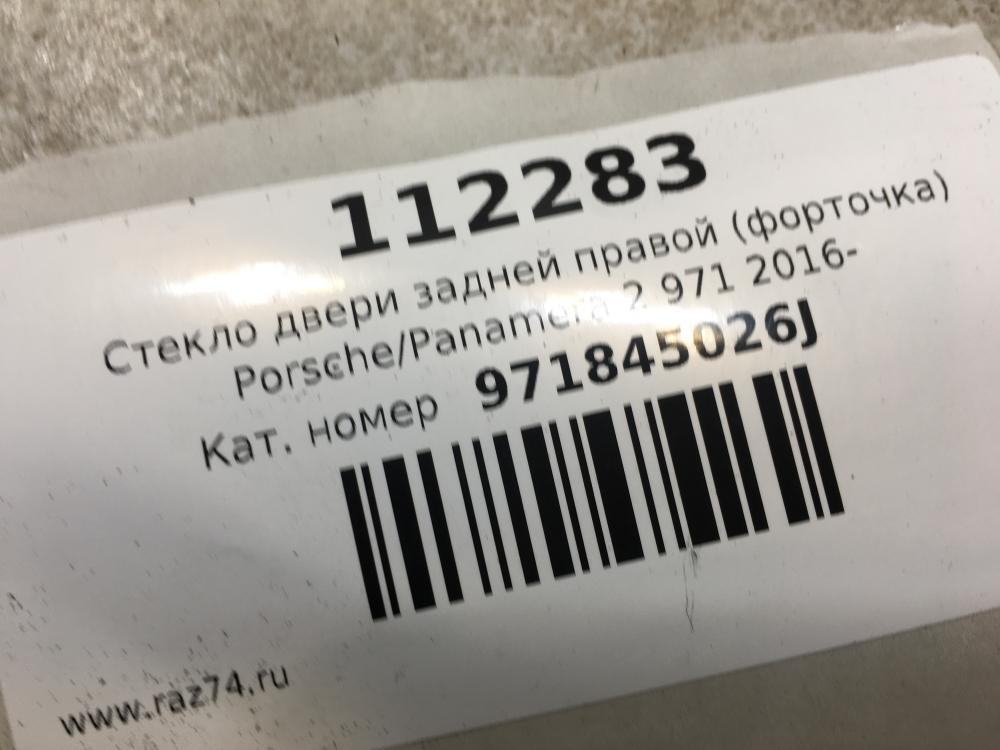 112283
Стекло двери задней правой (форточка)
Porsche/Panamera 2 971 2016-
Кат. номер 971845026J
www.raz74.ru